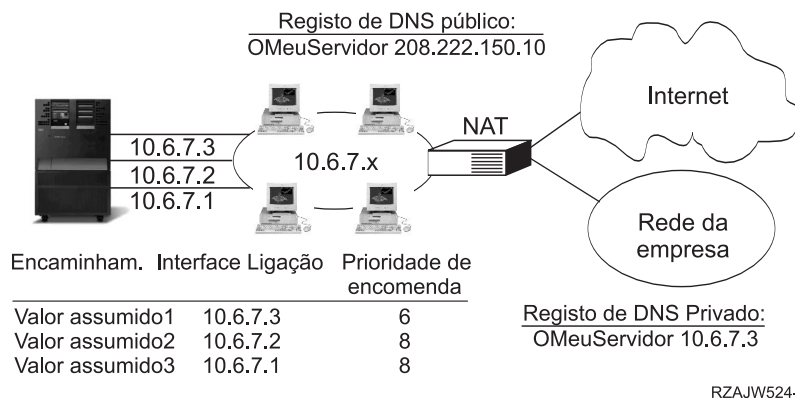 Registo de DNS público:
OMeuServidor 208.222.150.10
Internet
NAT
10.6.7.3
10.6.7.2
10.6.7.1
10.6.7.x
Rede da
empresa
Encaminham. Interface Ligação Prioridade de
encomenda
Valor assumido1 10.6.7.3 6
Valor assumido2 10.6.7.2 8
Valor assumido3 10.6.7.1 8
Registo de DNS Privado:
OMeuServidor 10.6.7.3
RZAJW524-